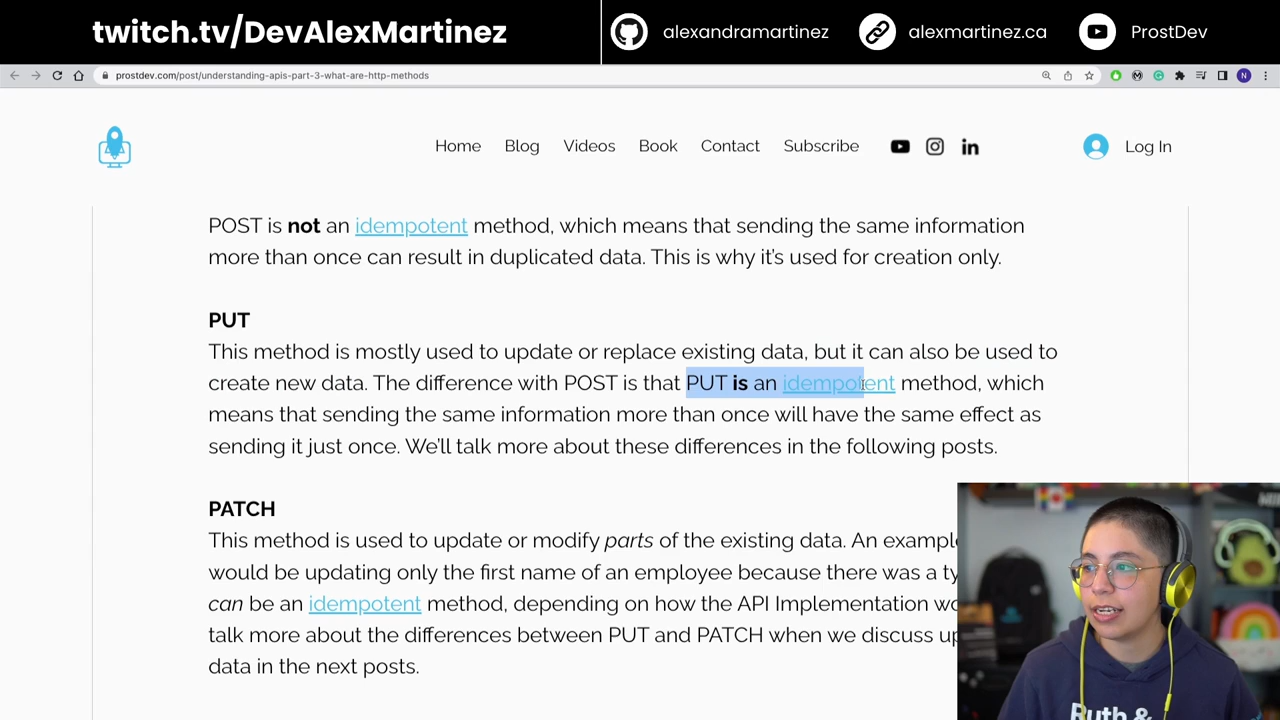 twitch.tv/DevAlexMartinez
alexandramartinez
alexmartinez.ca
ProstDev
prostdev.com/post/understanding-apis-part-3-what-are-http-methods
N
Home Blog Videos Book Contact Subscribe
Log In
POST is not an idempotent method, which means that sending the same information
more than once can result in duplicated data. This is why it’s used for creation only.
PUT
This method is mostly used to update or replace existing data, but it can also be used to
create new data. The difference with POST is that PUT is an idempotent method, which
means that sending the same information more than once will have the same effect as
sending it just once. We’ll talk more about these differences in the following posts.
PATCH
This method is used to update or modify parts of the existing data. An example
would be updating only the first name of an employee because there was a ty
can be an idempotent method, depending on how the API Implementation wo
talk more about the differences between PUT and PATCH when we discuss up
data in the next posts.
Ruth &